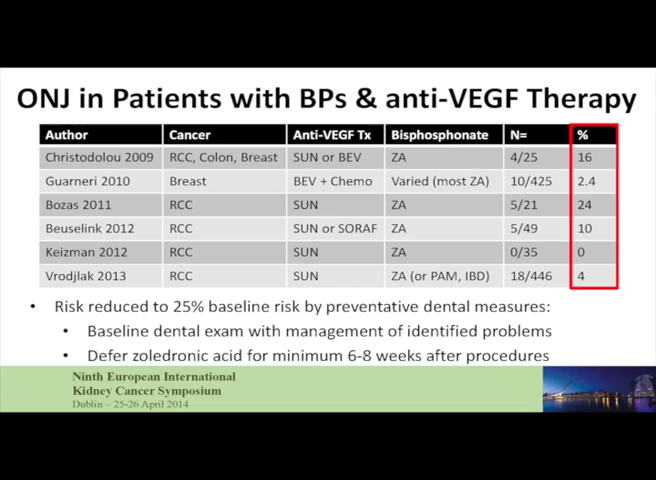 ONJ in Patients with BPs & anti-VEGF Therapy
Author Cancer Anti-VEGF Tx Bisphosphonate N= %
Christodolou 2009 RCC, Colon, Breast SUN or BEV ZA 4/25 16
Guarneri 2010 Breast BEV + Chemo Varied (most ZA) 10/425 2.4
Bozas 2011 RCC SUN ZA 5/21 24
Beuselink 2012 RCC SUN or SORAF ZA 5/49 10
Keizman 2012 RCC SUN ZA 0/35 0
Vrodjlak 2013 RCC SUN ZA (or PAM, IBD) 18/446 4
• Risk reduced to 25% baseline risk by preventative dental measures:
• Baseline dental exam with management of identified problems
• Defer zoledronic acid for minimum 6-8 weeks after procedures
Ninth European International
Kidney Cancer Symposium
Dublin – 25-26 April 2014